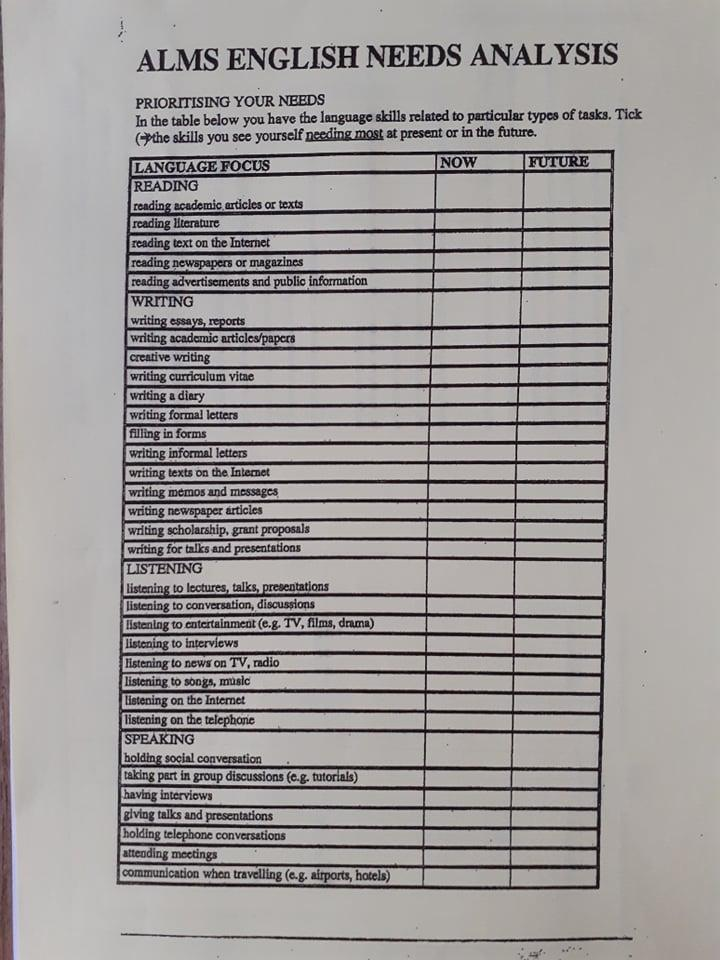 ALMS ENGLISH NEEDS ANALYSIS
PRIORITISING YOUR NEEDS
In the table below you have the language skills related to particular types of tasks. Tick
(→the skills you see yourself needing most at present or in the future.
LANGUAGE FOCUS NOW FUTURE
READING
reading academic articles or texts
reading literature
reading text on the Internet
reading newspapers or magazines
reading advertisements and public information
WRITING
writing essays, reports
writing academic articles/papers
creative writing
writing curriculum vitae
writing a diary
writing formal letters
filling in forms
writing informal letters
writing texts on the Internet
writing memos and messages
writing newspaper articles
writing scholarship, grant proposals
writing for talks and presentations
LISTENING
listening to lectures, talks, presentations
listening to conversation, discussions
listening to entertainment (e.g. TV, films, drama)
listening to interviews
listening to news on TV, radio
listening to songs, music
listening on the Internet
listening on the telephone
SPEAKING
holding social conversation
taking part in group discussions (e.g. tutorials)
having interviews
giving talks and presentations
holding telephone conversations
attending meetings
communication when travelling (e.g. airports, hotels)